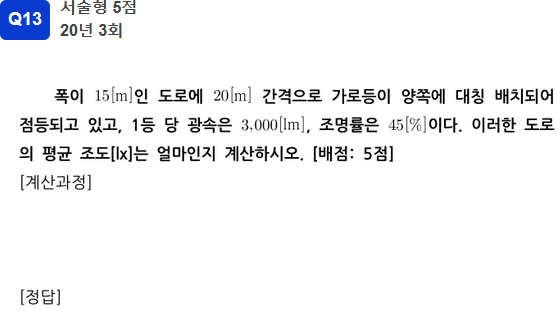 Q13
서술형 5점
20년 3회
폭이 15[m]인 도로에 20[m] 간격으로 가로등이 양쪽에 대칭 배치되어
점등되고 있고, 1등 당 광속은 3,000[lm], 조명률은 45[%]이다. 이러한 도로
의 평균 조도[lx]는 얼마인지 계산하시오. [배점: 5점]
[계산과정]
[정답]